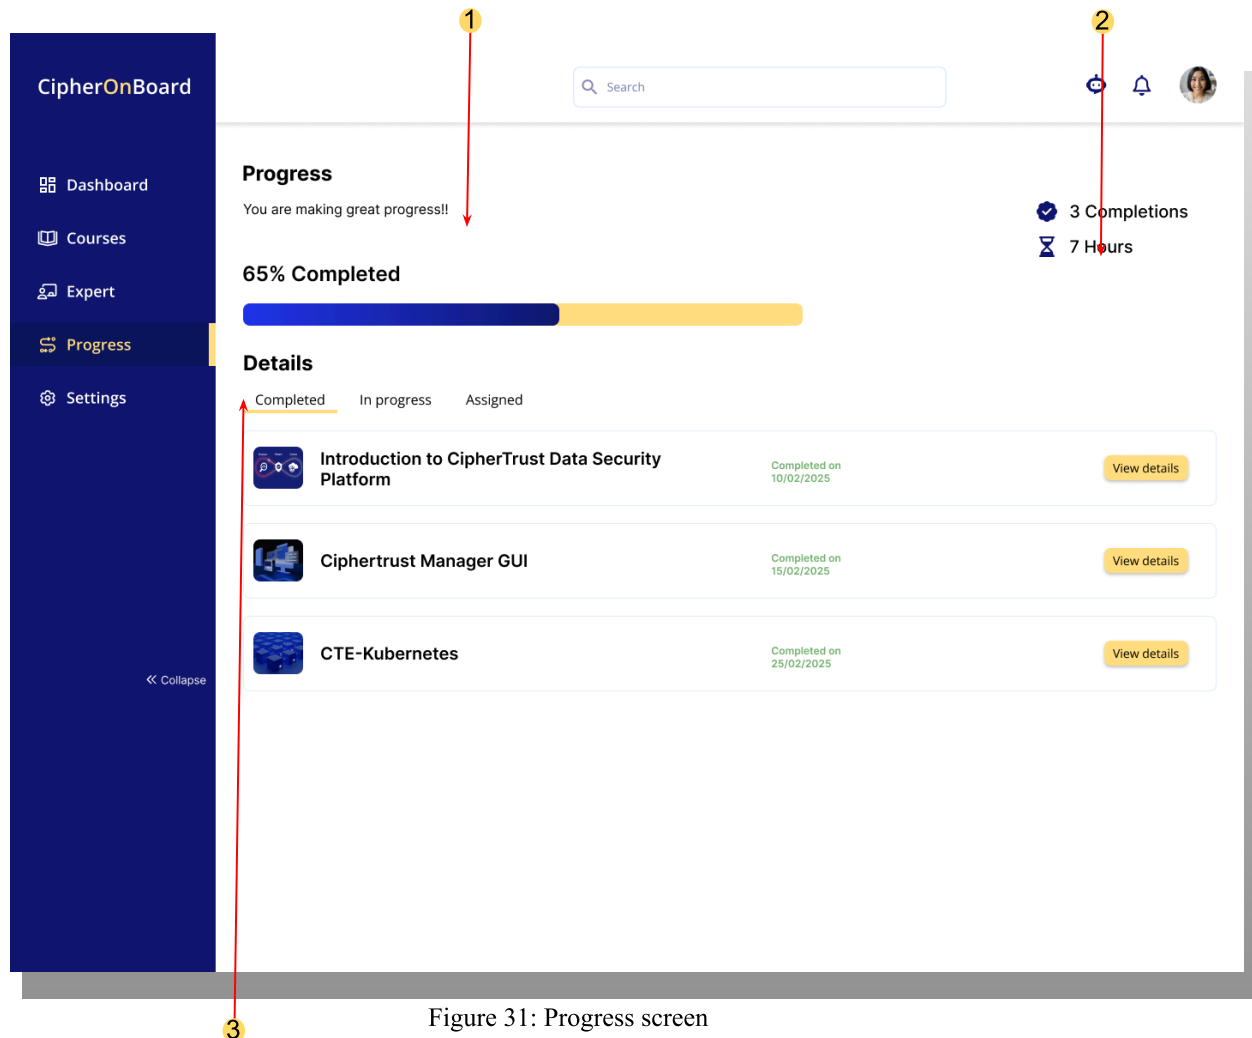 1
2
CipherOnBoard
Search
Dashboard
Courses
Expert
Progress
Settings
Collapse
Progress
You are making great progress!!
3 Completions
7 Hours
65% Completed
Details
Completed In progress Assigned
Introduction to CipherTrust Data Security
Platform
Completed on
10/02/2025
View details
Ciphertrust Manager GUI
Completed on
15/02/2025
View details
CTE-Kubernetes
Completed on
25/02/2025
View details
3
Figure 31: Progress screen